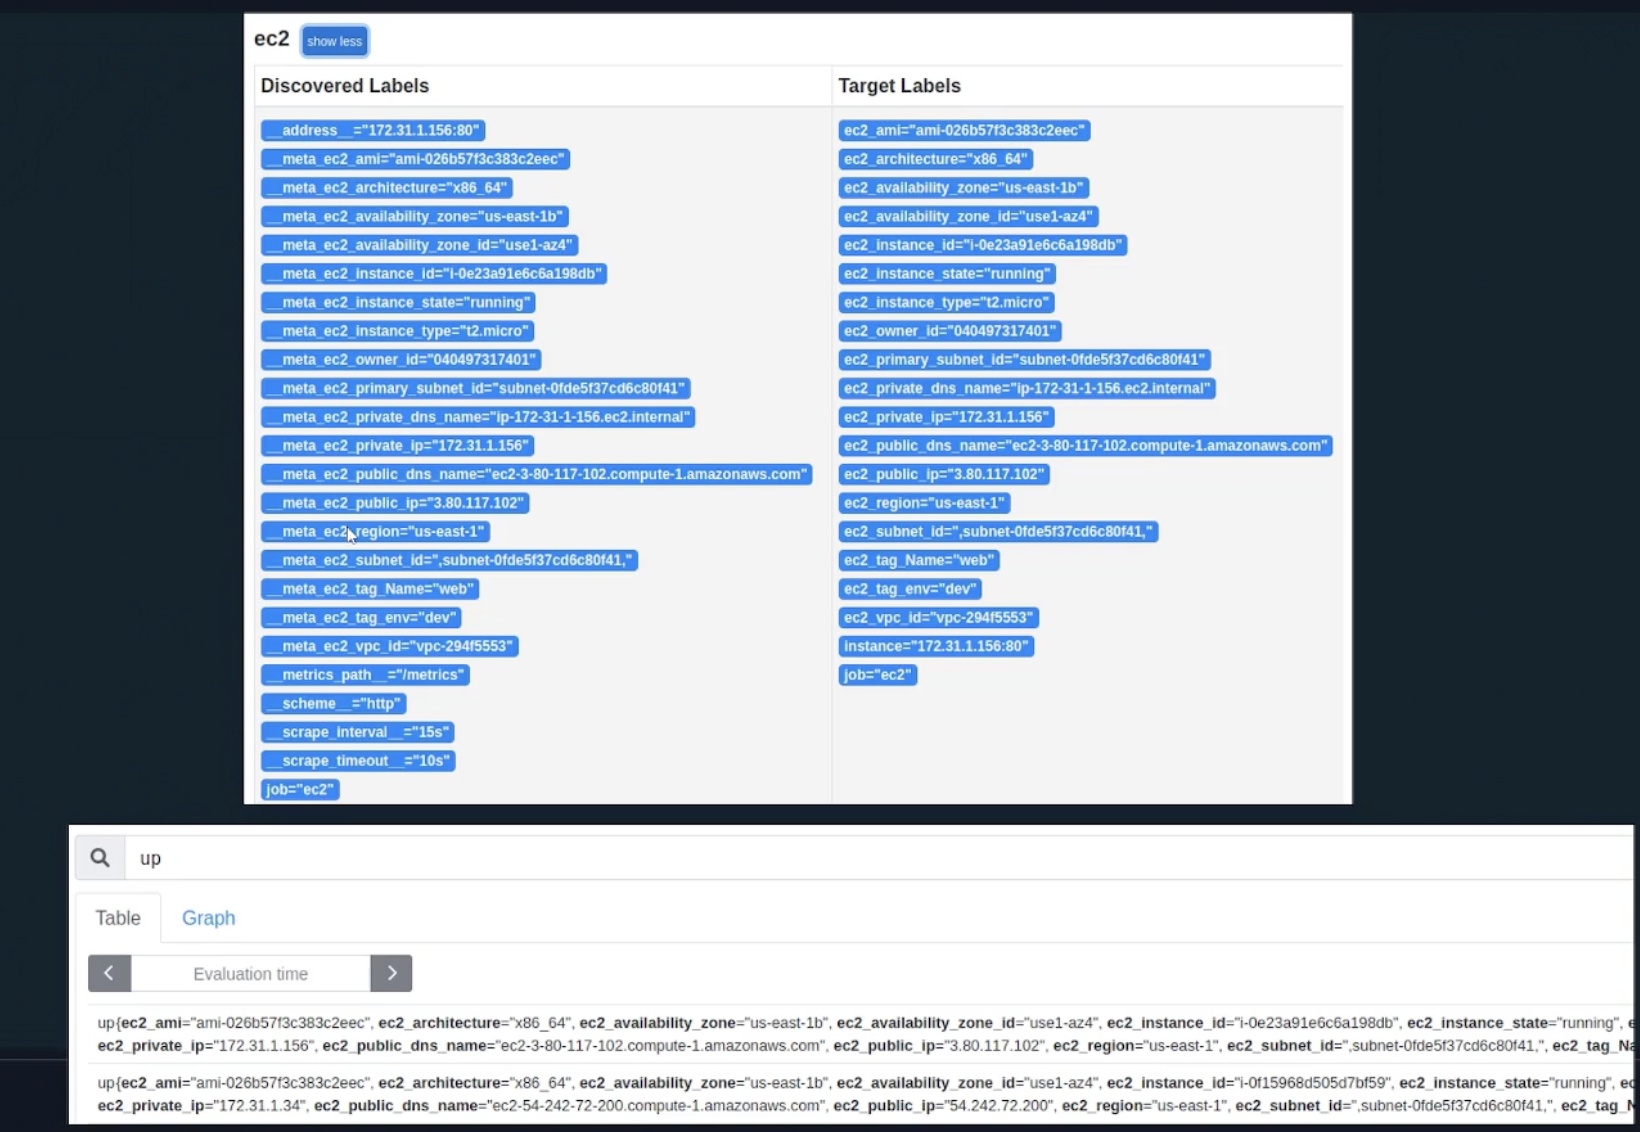 ec2 show less
Discovered Labels
Target Labels
__address__="172.31.1.156:80"
__meta_ec2_ami="ami-026b57f3c383c2eec"
__meta_ec2_architecture="x86_64"
__meta_ec2_availability_zone="us-east-1b"
__meta_ec2_availability_zone_id="use1-az4"
__meta_ec2_instance_id="i-0e23a91e6c6a198db"
__meta_ec2_instance_state="running"
__meta_ec2_instance_type="t2.micro"
__meta_ec2_owner_id="040497317401"
__meta_ec2_primary_subnet_id="subnet-0fde5f37cd6c80f41"
__meta_ec2_private_dns_name="ip-172-31-1-156.ec2.internal"
__meta_ec2_private_ip="172.31.1.156"
__meta_ec2_public_dns_name="ec2-3-80-117-102.compute-1.amazonaws.com"
__meta_ec2_public_ip="3.80.117.102"
__meta_ec2_region="us-east-1"
__meta_ec2_subnet_id=",subnet-0fde5f37cd6c80f41,"
__meta_ec2_tag_Name="web"
__meta_ec2_tag_env="dev"
__meta_ec2_vpc_id="vpc-294f5553"
__metrics_path__="/metrics"
__scheme__="http"
__scrape_interval__="15s"
__scrape_timeout__="10s"
job="ec2"
ec2_ami="ami-026b57f3c383c2eec"
ec2_architecture="x86_64"
ec2_availability_zone="us-east-1b"
ec2_availability_zone_id="use1-az4"
ec2_instance_id="i-0e23a91e6c6a198db"
ec2_instance_state="running"
ec2_instance_type="t2.micro"
ec2_owner_id="040497317401"
ec2_primary_subnet_id="subnet-0fde5f37cd6c80f41"
ec2_private_dns_name="ip-172-31-1-156.ec2.internal"
ec2_private_ip="172.31.1.156"
ec2_public_dns_name="ec2-3-80-117-102.compute-1.amazonaws.com"
ec2_public_ip="3.80.117.102"
ec2_region="us-east-1"
ec2_subnet_id=",subnet-0fde5f37cd6c80f41,"
ec2_tag_Name="web"
ec2_tag_env="dev"
ec2_vpc_id="vpc-294f5553"
instance="172.31.1.156:80"
job="ec2"
up
Table Graph
Evaluation time
up{ec2_ami="ami-026b57f3c383c2eec", ec2_architecture="x86_64", ec2_availability_zone="us-east-1b", ec2_availability_zone_id="use1-az4", ec2_instance_id="i-0e23a91e6c6a198db", ec2_instance_state="running",
ec2_private_ip="172.31.1.156", ec2_public_dns_name="ec2-3-80-117-102.compute-1.amazonaws.com", ec2_public_ip="3.80.117.102", ec2_region="us-east-1", ec2_subnet_id=",subnet-0fde5f37cd6c80f41,", ec2_tag_Na
up{ec2_ami="ami-026b57f3c383c2eec", ec2_architecture="x86_64", ec2_availability_zone="us-east-1b", ec2_availability_zone_id="use1-az4", ec2_instance_id="i-0f15968d505d7bf59", ec2_instance_state="running",
ec2_private_ip="172.31.1.34", ec2_public_dns_name="ec2-54-242-72-200.compute-1.amazonaws.com", ec2_public_ip="54.242.72.200", ec2_region="us-east-1", ec2_subnet_id=",subnet-0fde5f37cd6c80f41,", ec2_tag_N